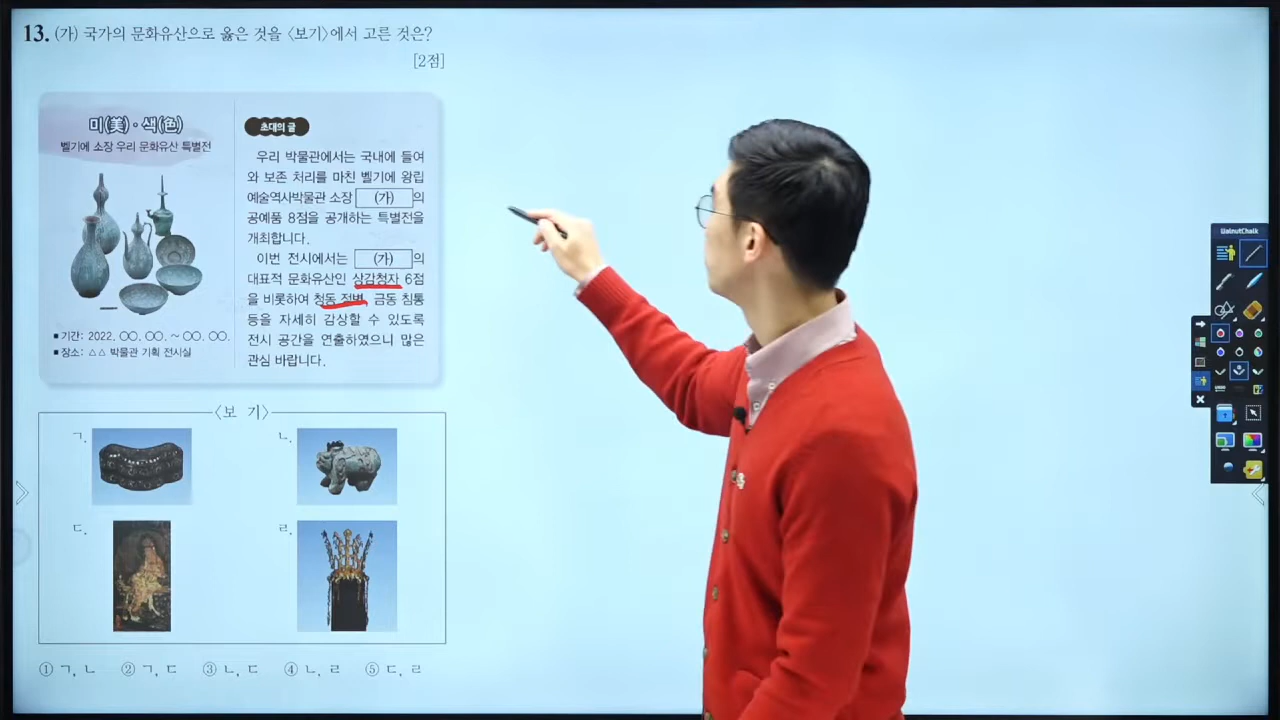 13. (가) 국가의 문화유산으로 옳은 것을 〈보기〉에서 고른 것은?
[2점]
미(美)·색(色)
벨기에 소장 우리 문화유산 특별전
■ 기간: 2022. ○○. ○○. ~ ○○. ○○.
■ 장소: △△ 박물관 기획 전시실
초대의 글
우리 박물관에서는 국내에 들여
와 보존 처리를 마친 벨기에 왕립
예술역사박물관 소장 (가) 의
공예품 8점을 공개하는 특별전을
개최합니다.
이번 전시에서는 (가) 의
대표적 문화유산인 상감청자 6점
을 비롯하여 청동 정병, 금동 침통
등을 자세히 감상할 수 있도록
전시 공간을 연출하였으니 많은
관심 바랍니다.
〈보 기〉
ㄱ. ㄴ.
ㄷ. ㄹ.
① ㄱ, ㄴ ② ㄱ, ㄷ ③ ㄴ, ㄷ ④ ㄴ, ㄹ ⑤ ㄷ, ㄹ
WalnutChalk